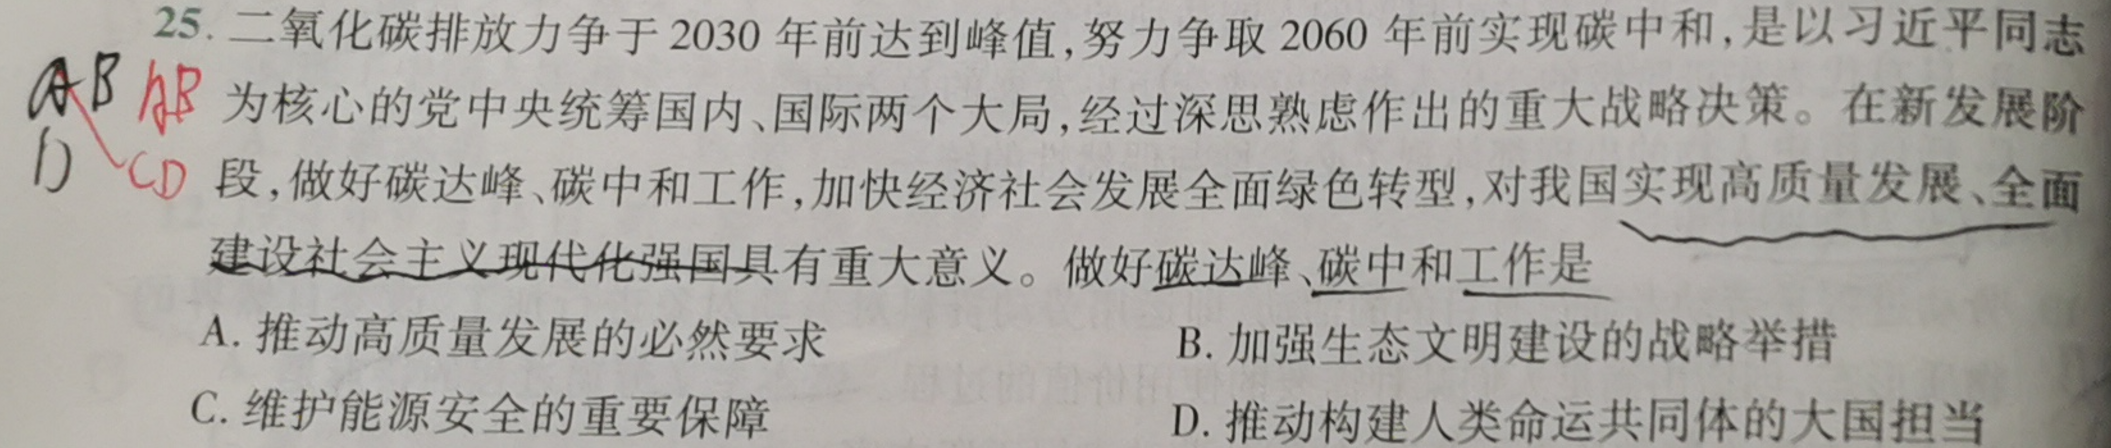 25. 二氧化碳排放力争于2030年前达到峰值,努力争取2060年前实现碳中和,是以习近平同志
AB AB 为核心的党中央统筹国内、国际两个大局,经过深思熟虑作出的重大战略决策。在新发展阶
D CD 段,做好碳达峰、碳中和工作,加快经济社会发展全面绿色转型,对我国实现高质量发展、全面
建设社会主义现代化强国具有重大意义。做好碳达峰、碳中和工作是
A. 推动高质量发展的必然要求 B. 加强生态文明建设的战略举措
C. 维护能源安全的重要保障 D. 推动构建人类命运共同体的大国担当